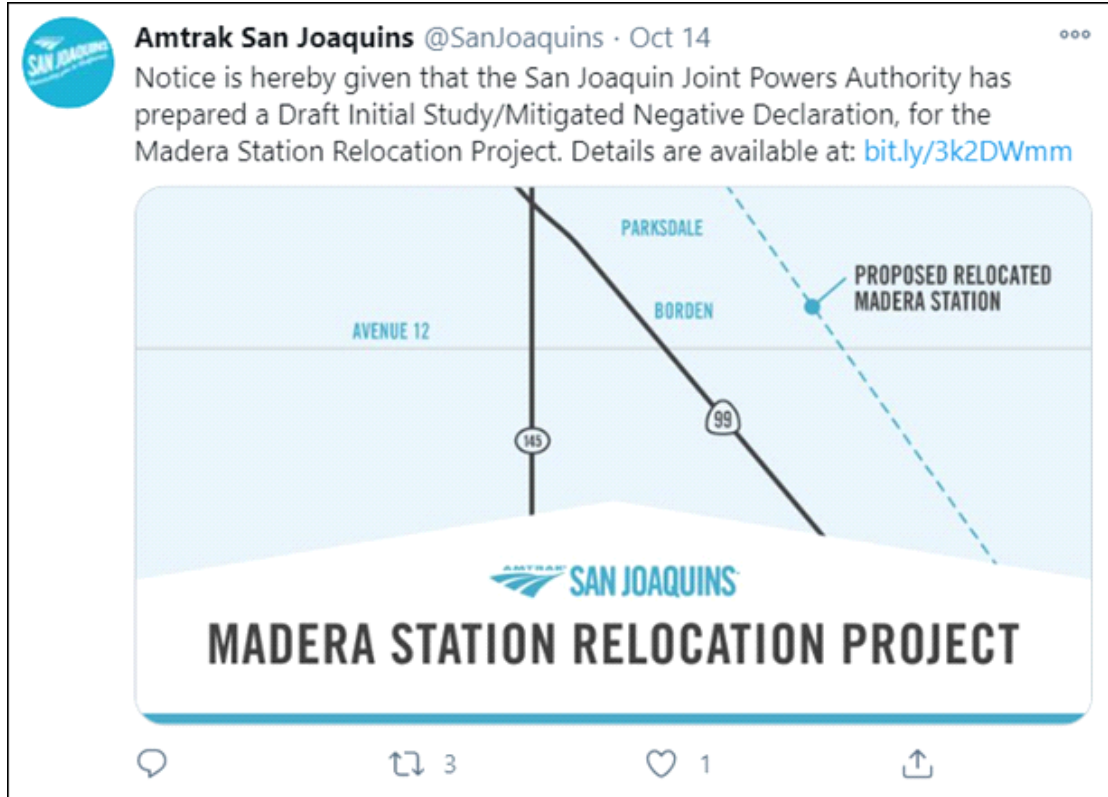 Amtrak San Joaquins @SanJoaquins · Oct 14
Notice is hereby given that the San Joaquin Joint Powers Authority has
prepared a Draft Initial Study/Mitigated Negative Declaration, for the
Madera Station Relocation Project. Details are available at: bit.ly/3k2DWmm
SAN JOAQUINS
PARKSDALE
PROPOSED RELOCATED
MADERA STATION
BORDEN
AVENUE 12
99
145
AMTRAK
SAN JOAQUINS
MADERA STATION RELOCATION PROJECT
3
1